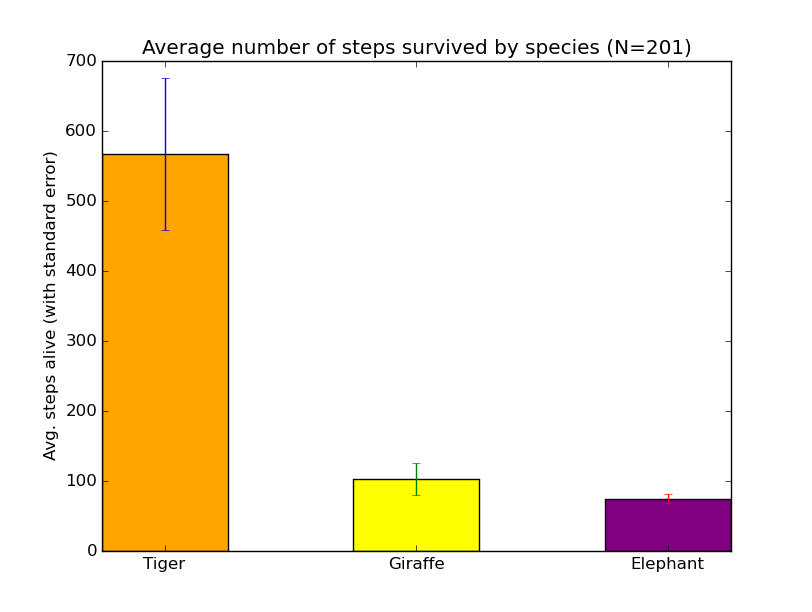 Average number of steps survived by species (N=201)
Avg. steps alive (with standard error)
700
600
500
400
300
200
100
0
Tiger Giraffe Elephant